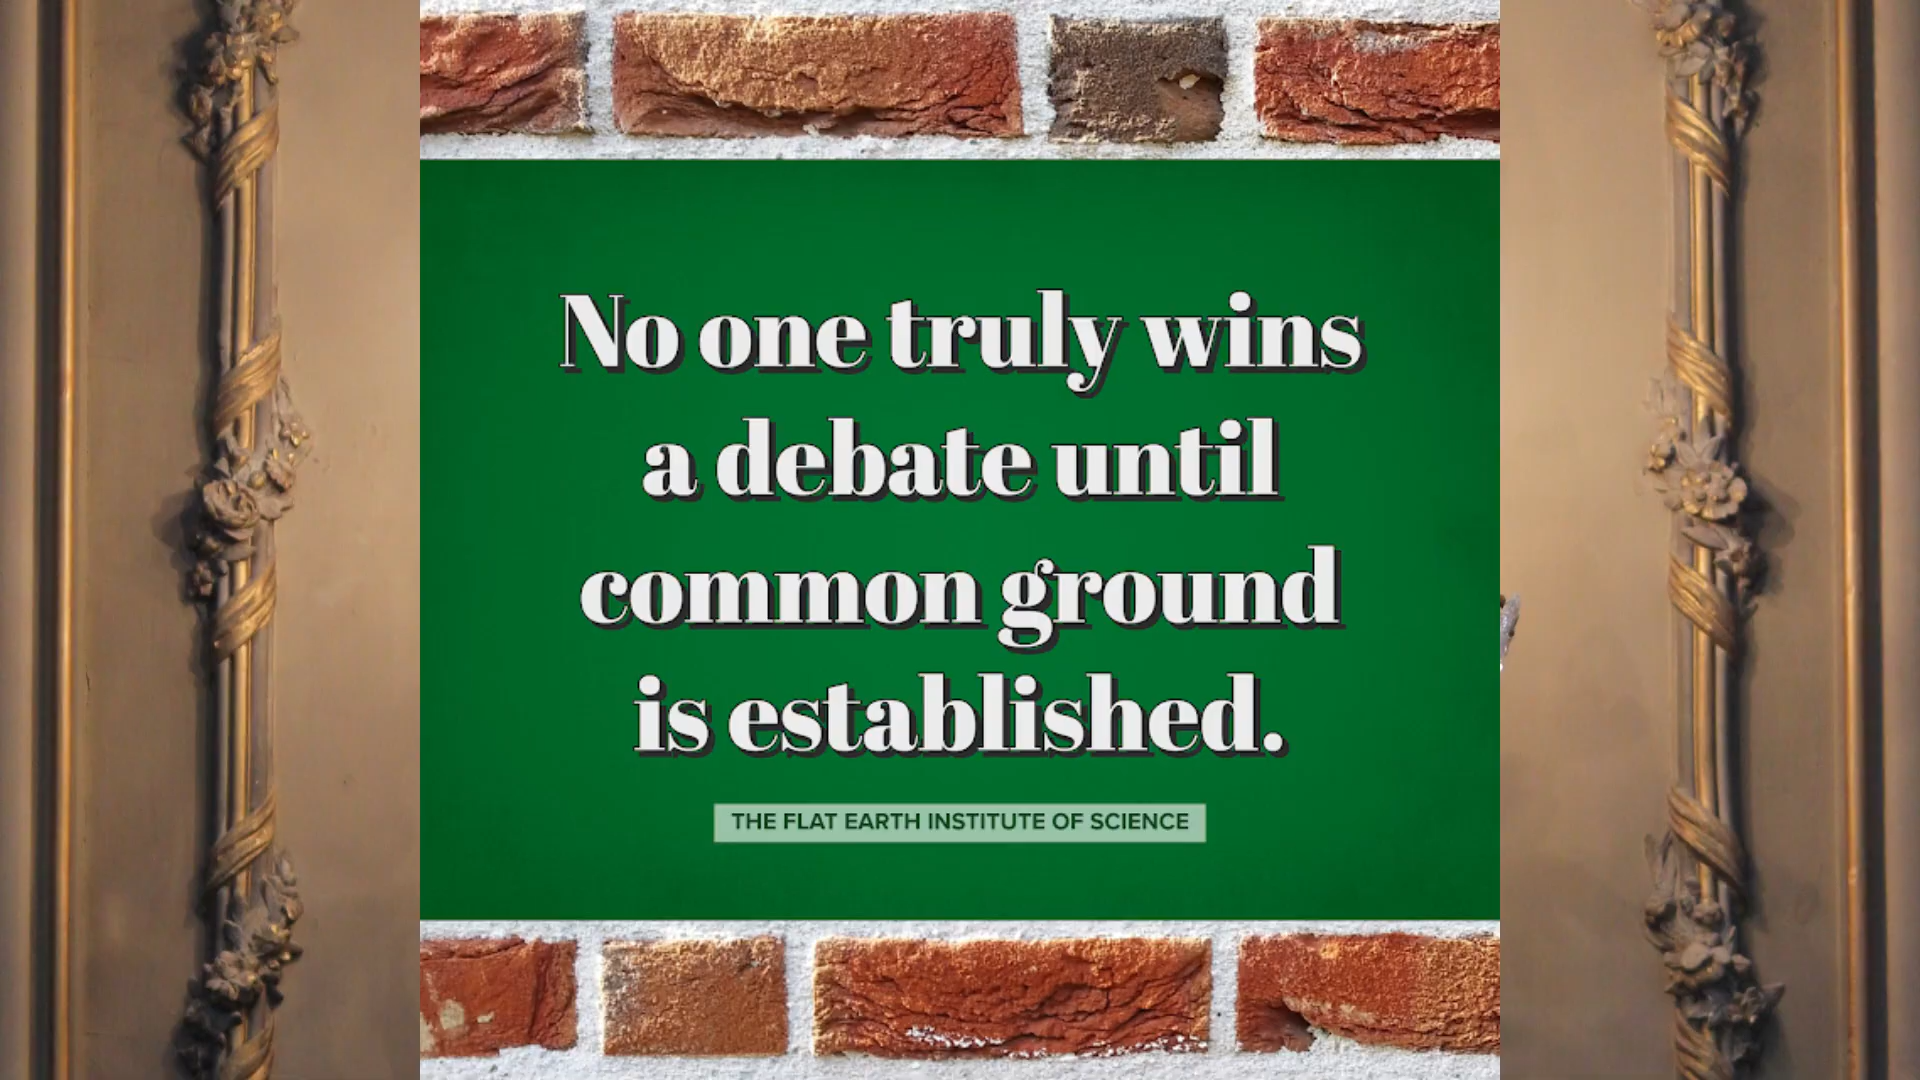 No one truly wins
a debate until
common ground
is established.
THE FLAT EARTH INSTITUTE OF SCIENCE